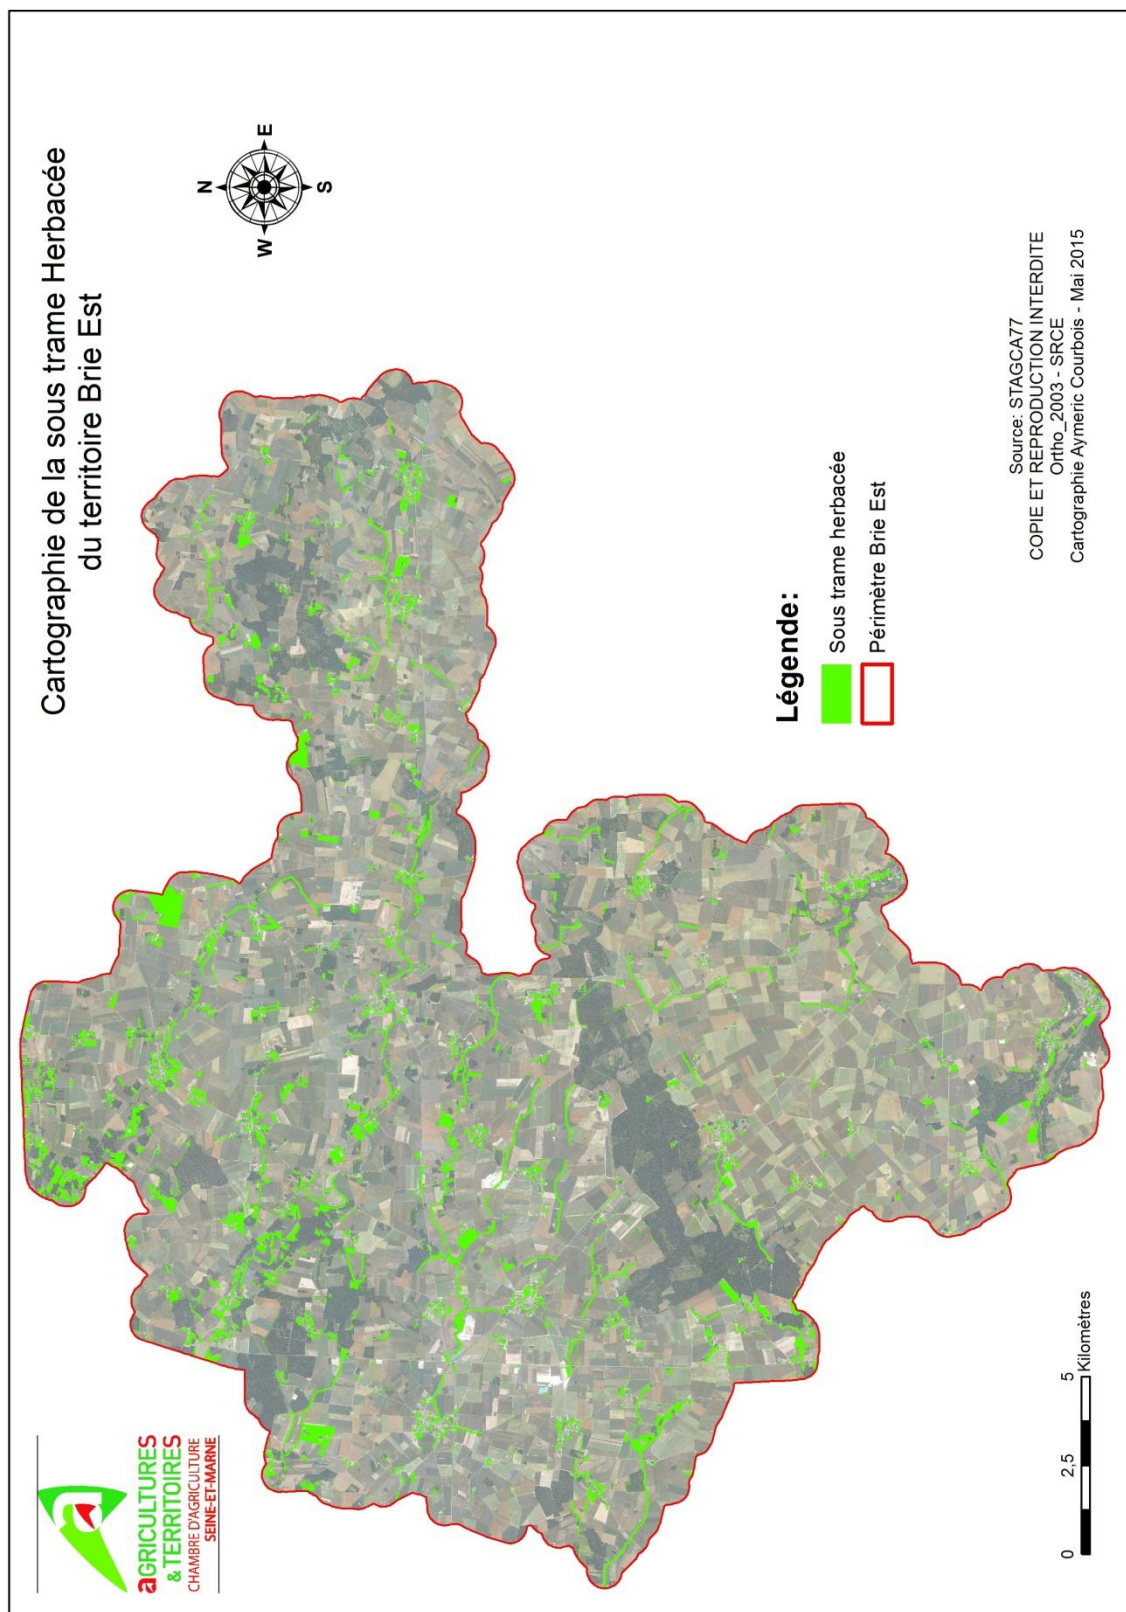 Cartographie de la sous trame Herbacée
du territoire Brie Est
N
W
E
S
aGRICULTURES
& TERRITOIRES
CHAMBRE D'AGRICULTURE
SEINE-ET-MARNE
Légende:
Sous trame herbacée
Périmètre Brie Est
0 2,5 5
Kilomètres
Source: STAGCA77
COPIE ET REPRODUCTION INTERDITE
Ortho_2003 - SRCE
Cartographie Aymeric Courbois - Mai 2015